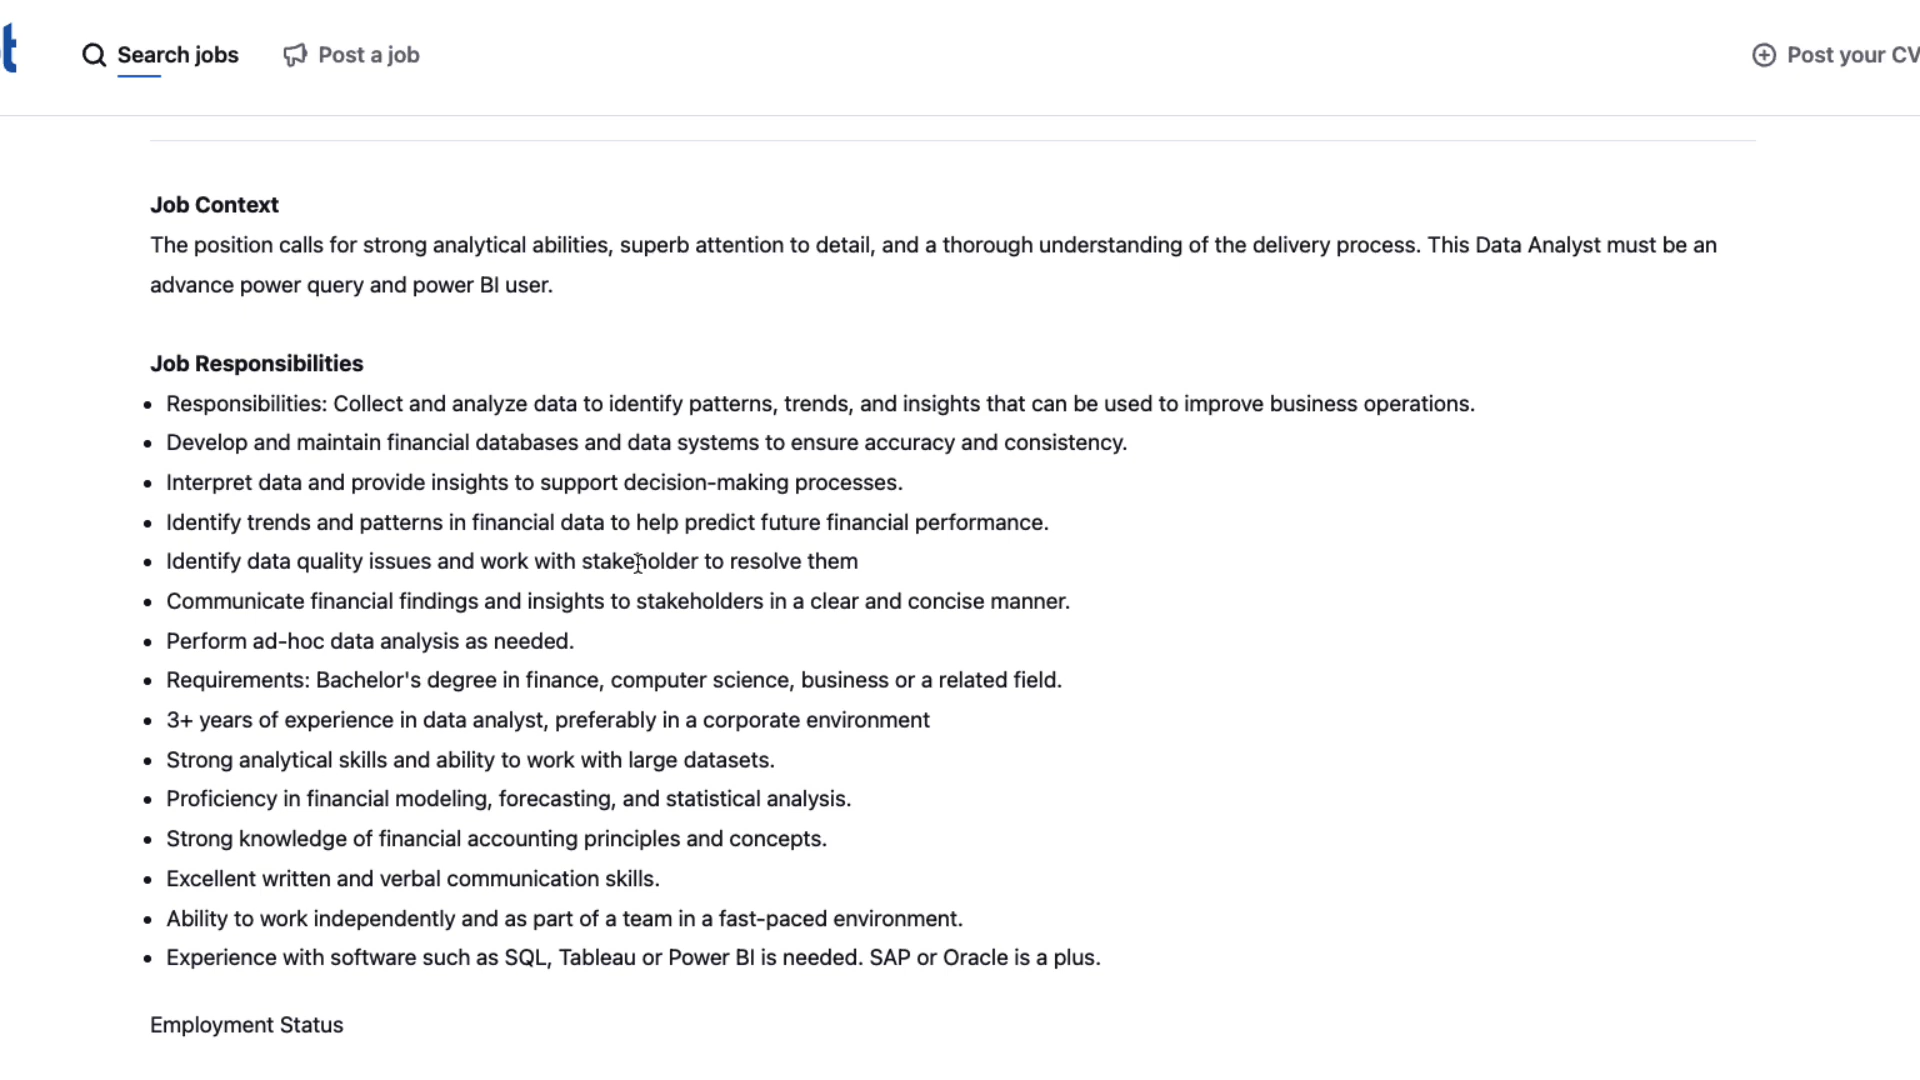 t
Search jobs
Post a job
Post your CV
Job Context
The position calls for strong analytical abilities, superb attention to detail, and a thorough understanding of the delivery process. This Data Analyst must be an
advance power query and power BI user.
Job Responsibilities
• Responsibilities: Collect and analyze data to identify patterns, trends, and insights that can be used to improve business operations.
• Develop and maintain financial databases and data systems to ensure accuracy and consistency.
• Interpret data and provide insights to support decision-making processes.
• Identify trends and patterns in financial data to help predict future financial performance.
• Identify data quality issues and work with stakeholder to resolve them
• Communicate financial findings and insights to stakeholders in a clear and concise manner.
• Perform ad-hoc data analysis as needed.
• Requirements: Bachelor's degree in finance, computer science, business or a related field.
• 3+ years of experience in data analyst, preferably in a corporate environment
• Strong analytical skills and ability to work with large datasets.
• Proficiency in financial modeling, forecasting, and statistical analysis.
• Strong knowledge of financial accounting principles and concepts.
• Excellent written and verbal communication skills.
• Ability to work independently and as part of a team in a fast-paced environment.
• Experience with software such as SQL, Tableau or Power BI is needed. SAP or Oracle is a plus.
Employment Status